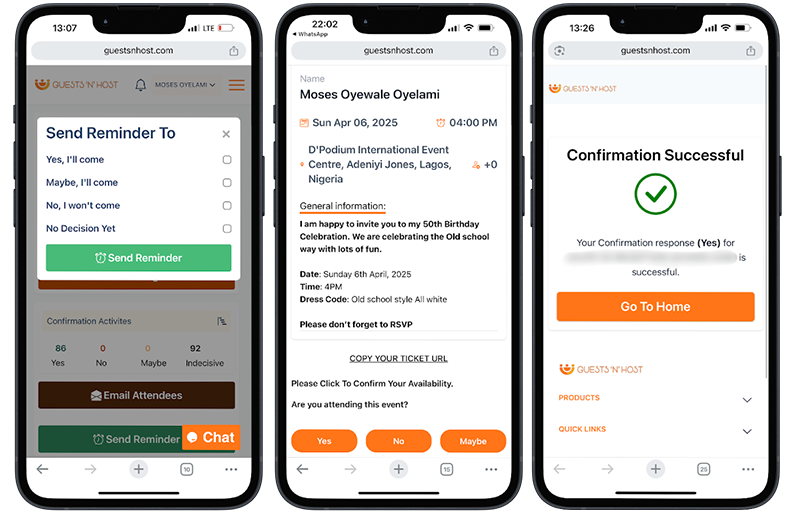 13:07
LTE
guestsnhost.com
GUESTS 'N' HOST
MOSES OYELAMI
Send Reminder To
Yes, I'll come
Maybe, I'll come
No, I won't come
No Decision Yet
Send Reminder
Confirmation Activites
86
0
0
92
Yes
No
Maybe
Indecisive
Email Attendees
Send Reminder
Chat
10
22:02
WhatsApp
guestsnhost.com
Name
Moses Oyewale Oyelami
Sun Apr 06, 2025
04:00 PM
D'Podium International Event
Centre, Adeniyi Jones, Lagos,
Nigeria
+0
General information:
I am happy to invite you to my 50th Birthday
Celebration. We are celebrating the Old school
way with lots of fun.
Date: Sunday 6th April, 2025
Time: 4PM
Dress Code: Old school style All white
Please don't forget to RSVP
COPY YOUR TICKET URL
Please Click To Confirm Your Availability.
Are you attending this event?
Yes
No
Maybe
15
13:26
guestsnhost.com
GUESTS 'N' HOST
Confirmation Successful
Your Confirmation response (Yes) for
is
successful.
Go To Home
GUESTS 'N' HOST
PRODUCTS
QUICK LINKS
25